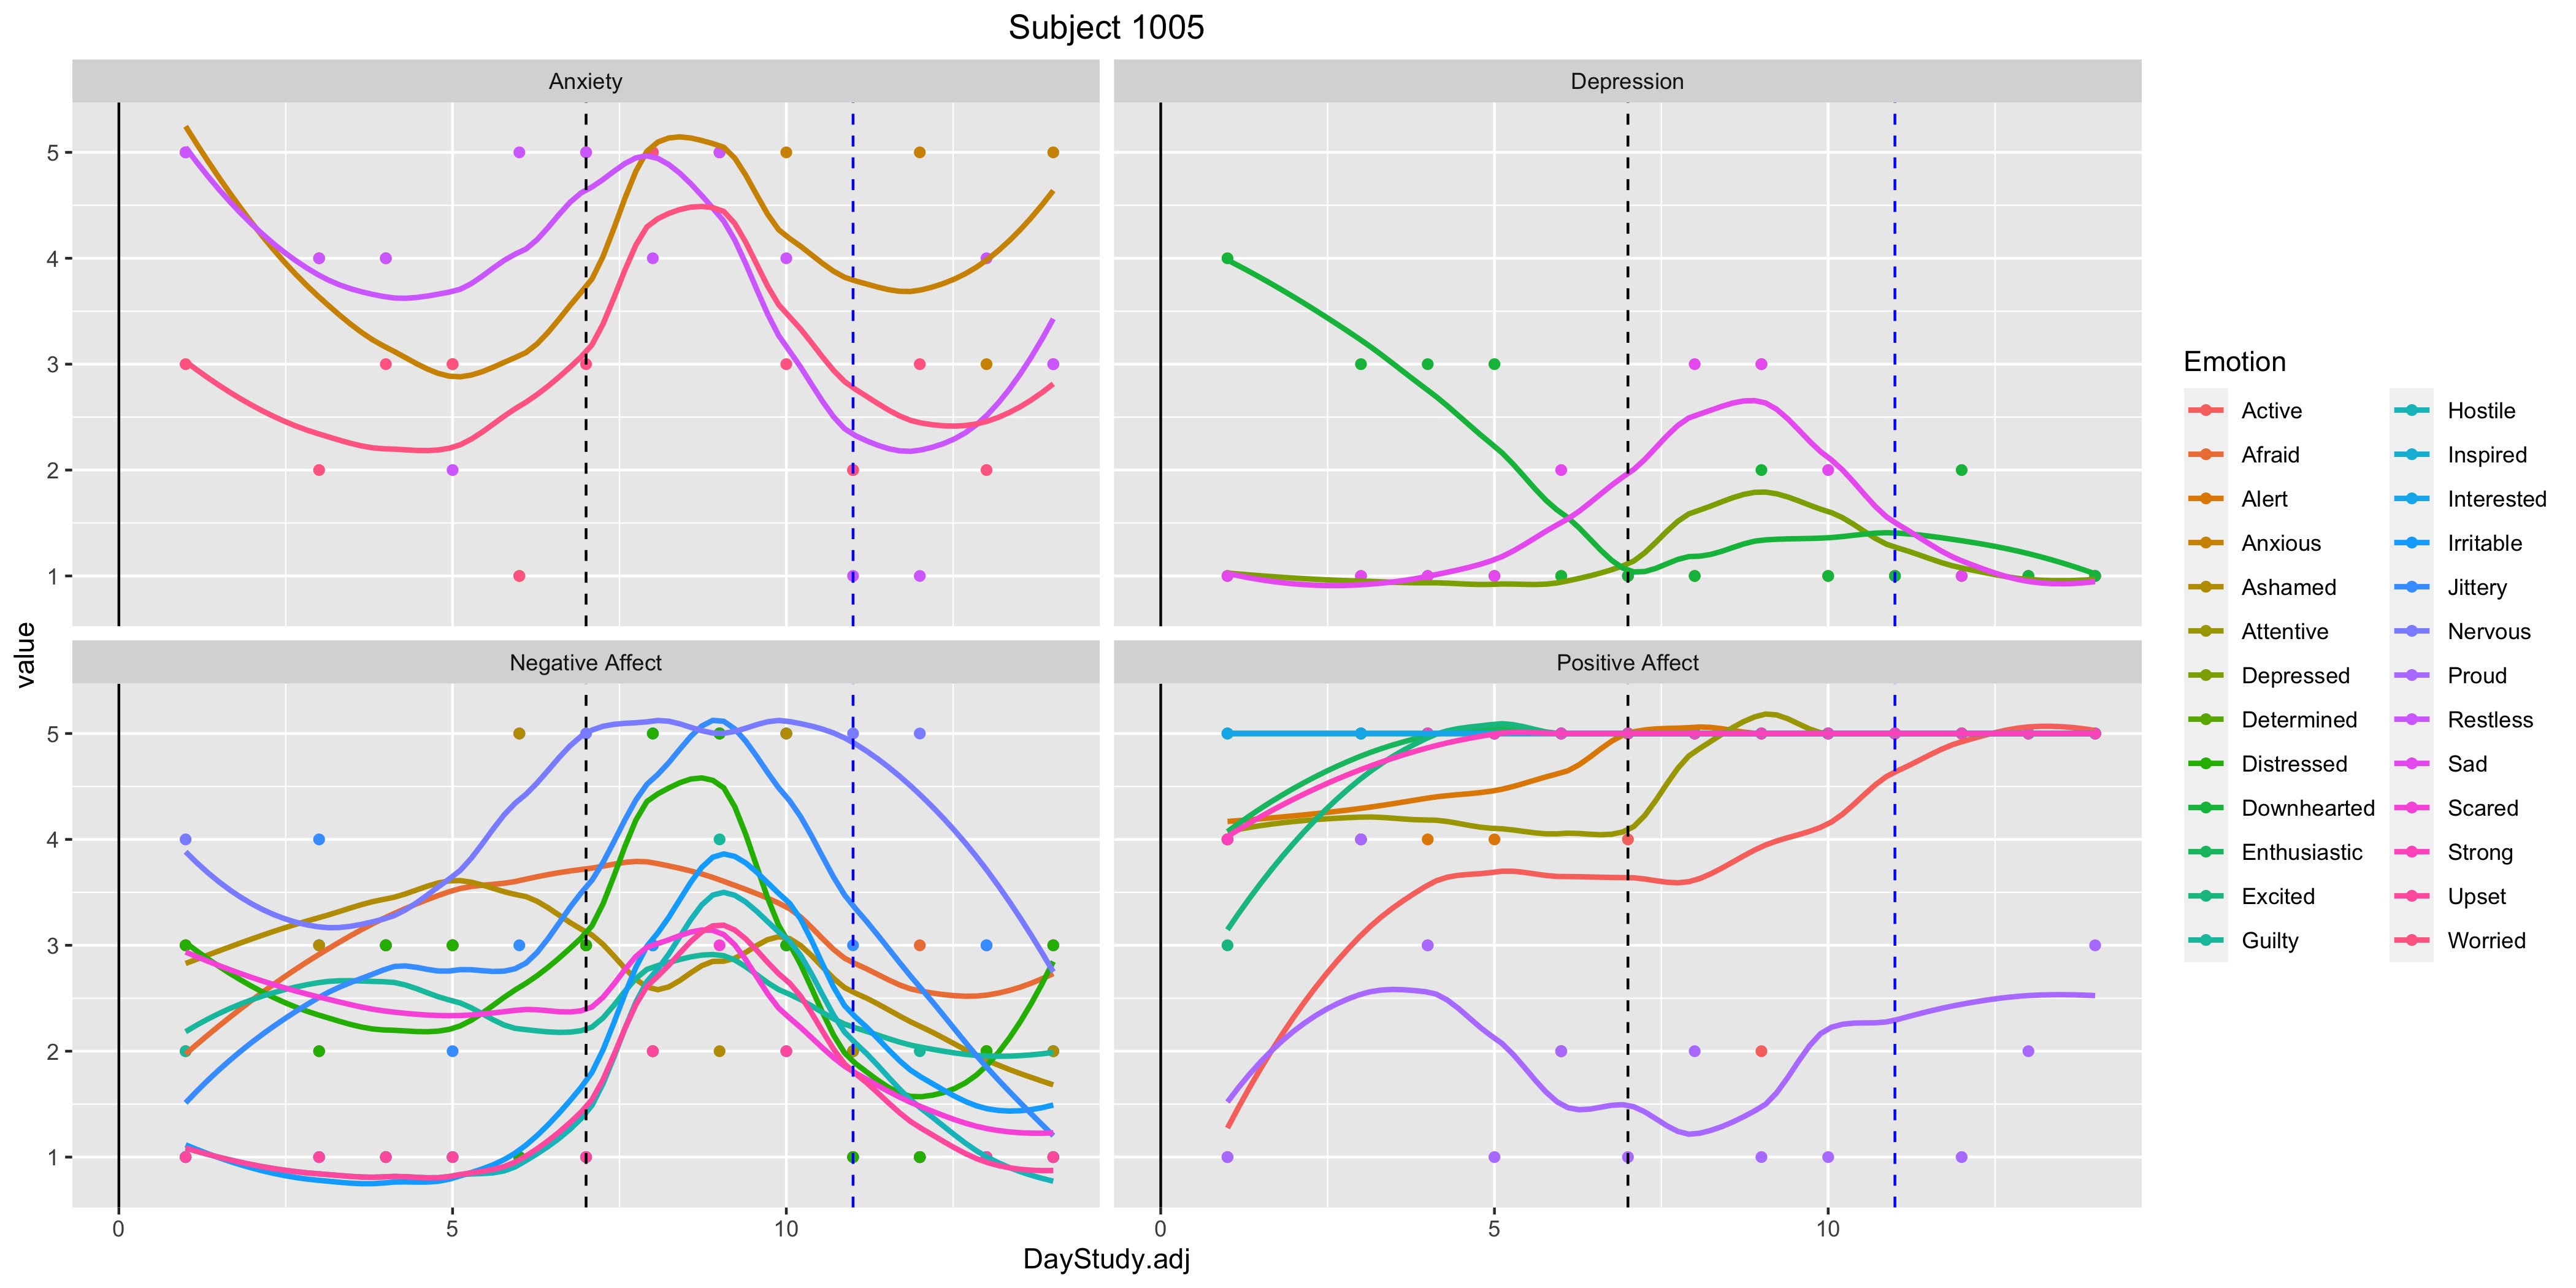 Subject 1005
Anxiety
Depression
5
4
3
2
1
Negative Affect
Positive Affect
5
4
3
2
1
0
5
10
0
5
10
value
DayStudy.adj
Emotion
Active
Afraid
Alert
Anxious
Ashamed
Attentive
Depressed
Determined
Distressed
Downhearted
Enthusiastic
Excited
Guilty
Hostile
Inspired
Interested
Irritable
Jittery
Nervous
Proud
Restless
Sad
Scared
Strong
Upset
Worried